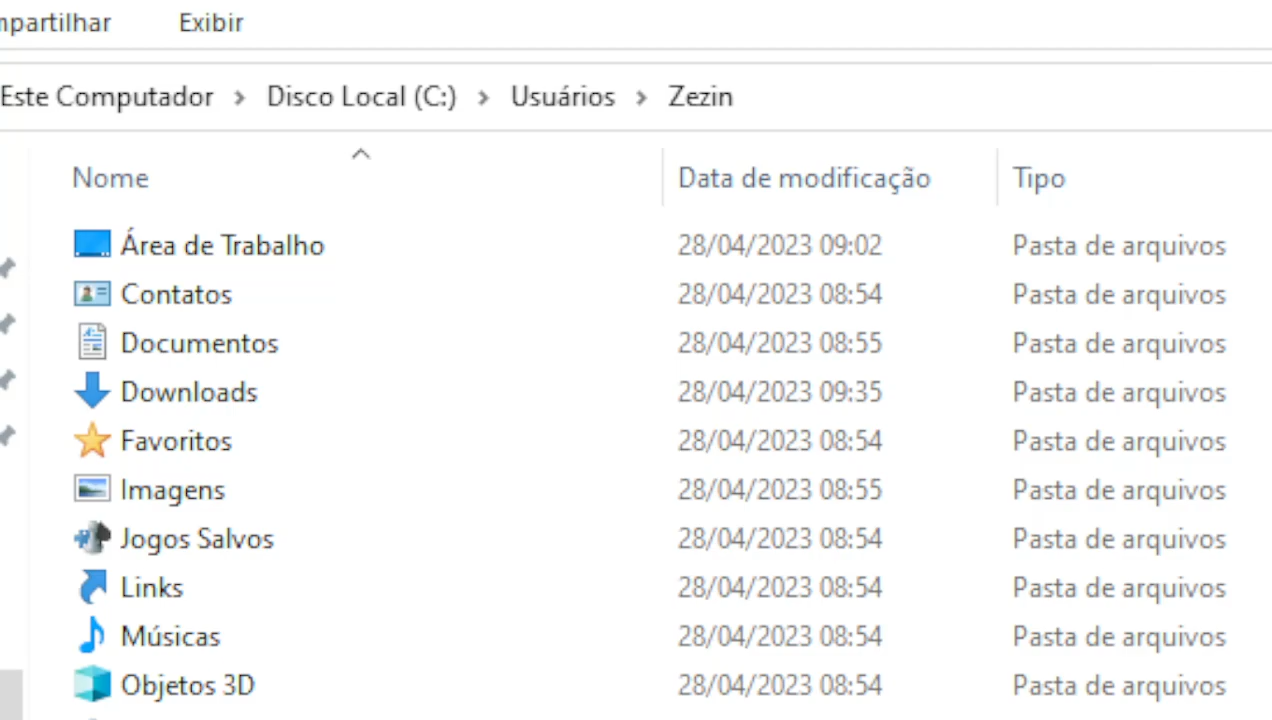 mpartilhar Exibir
Este Computador > Disco Local (C:) > Usuários > Zezin
Nome Data de modificação Tipo
Área de Trabalho 28/04/2023 09:02 Pasta de arquivos
Contatos 28/04/2023 08:54 Pasta de arquivos
Documentos 28/04/2023 08:55 Pasta de arquivos
Downloads 28/04/2023 09:35 Pasta de arquivos
Favoritos 28/04/2023 08:54 Pasta de arquivos
Imagens 28/04/2023 08:55 Pasta de arquivos
Jogos Salvos 28/04/2023 08:54 Pasta de arquivos
Links 28/04/2023 08:54 Pasta de arquivos
Músicas 28/04/2023 08:54 Pasta de arquivos
Objetos 3D 28/04/2023 08:54 Pasta de arquivos